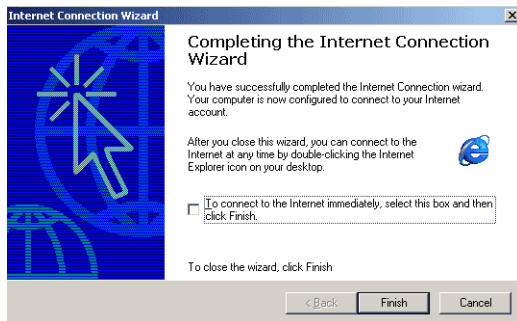 Internet Connection Wizard
Completing the Internet Connection
Wizard
You have successfully completed the Internet Connection wizard.
Your computer is now configured to connect to your Internet
account.
After you close this wizard, you can connect to the
Internet at any time by double-clicking the Internet
Explorer icon on your desktop.
To connect to the Internet immediately, select this box and then
click Finish.
To close the wizard, click Finish
< Back
Finish
Cancel